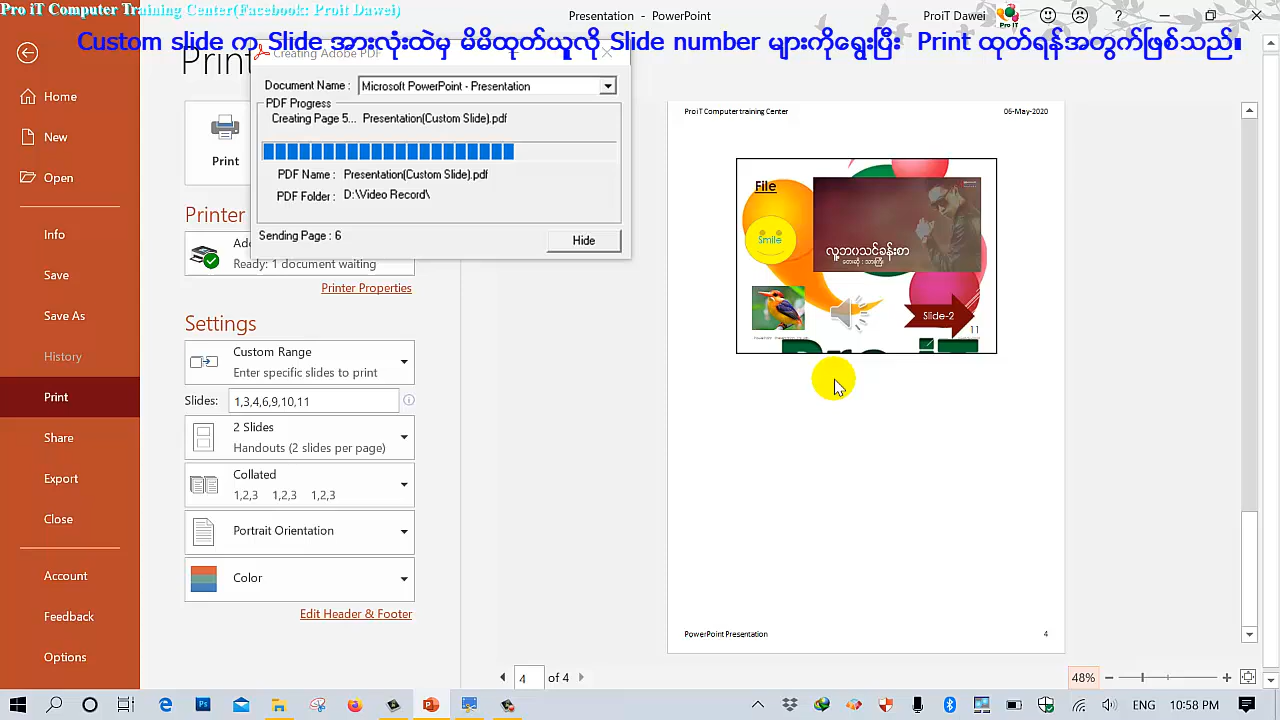 Pro iT Computer Training Center(Facebook: Proit Dawei)
Presentation - PowerPoint
ProiT Dawei
Pro iT
?
Custom slide က Slide အားလုံးထဲမှ မိမိထုတ်ယူလို Slide number များကိုရွေးပြီး Print ထုတ်ရန်အတွက်ဖြစ်သည်။
Print
Creating Adobe PDF
Document Name :
Microsoft PowerPoint - Presentation
PDF Progress
Creating Page 5... Presentation(Custom Slide).pdf
PDF Name : Presentation(Custom Slide).pdf
PDF Folder : D:\Video Record\
Sending Page : 6
Hide
Home
New
Open
Info
Save
Save As
History
Print
Share
Export
Close
Account
Feedback
Options
Print
Printer
Ready: 1 document waiting
Printer Properties
Settings
Custom Range
Enter specific slides to print
Slides: 1,3,4,6,9,10,11
2 Slides
Handouts (2 slides per page)
Collated
1,2,3 1,2,3 1,2,3
Portrait Orientation
Color
Edit Header & Footer
ProiT Computer training Center
06-May-2020
File
Smile
လူ့ဘဝသင်ခန်းစာ
Slide-2
11
Pro iT
PowerPoint Presentation
4
4 of 4
48%
ENG
10:58 PM